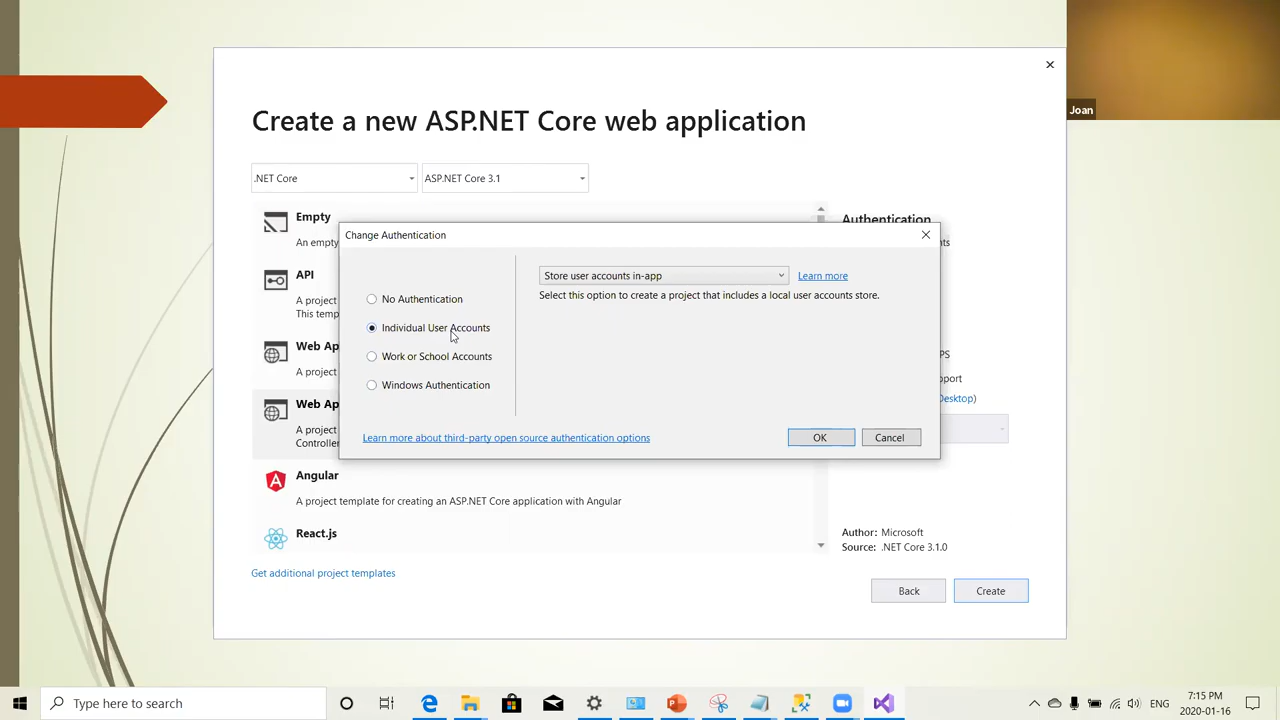 Joan
Create a new ASP.NET Core web application
.NET Core
ASP.NET Core 3.1
Empty
An empty
API
A project
This temp
Web Ap
A project
Web Ap
A project
Controller
Angular
A project template for creating an ASP.NET Core application with Angular
React.js
Get additional project templates
Authentication
Change Authentication
No Authentication
Individual User Accounts
Work or School Accounts
Windows Authentication
Store user accounts in-app
Learn more
Select this option to create a project that includes a local user accounts store.
Learn more about third-party open source authentication options
OK
Cancel
Desktop)
Author: Microsoft
Source: .NET Core 3.1.0
Back
Create
Type here to search
ENG
7:15 PM
2020-01-16